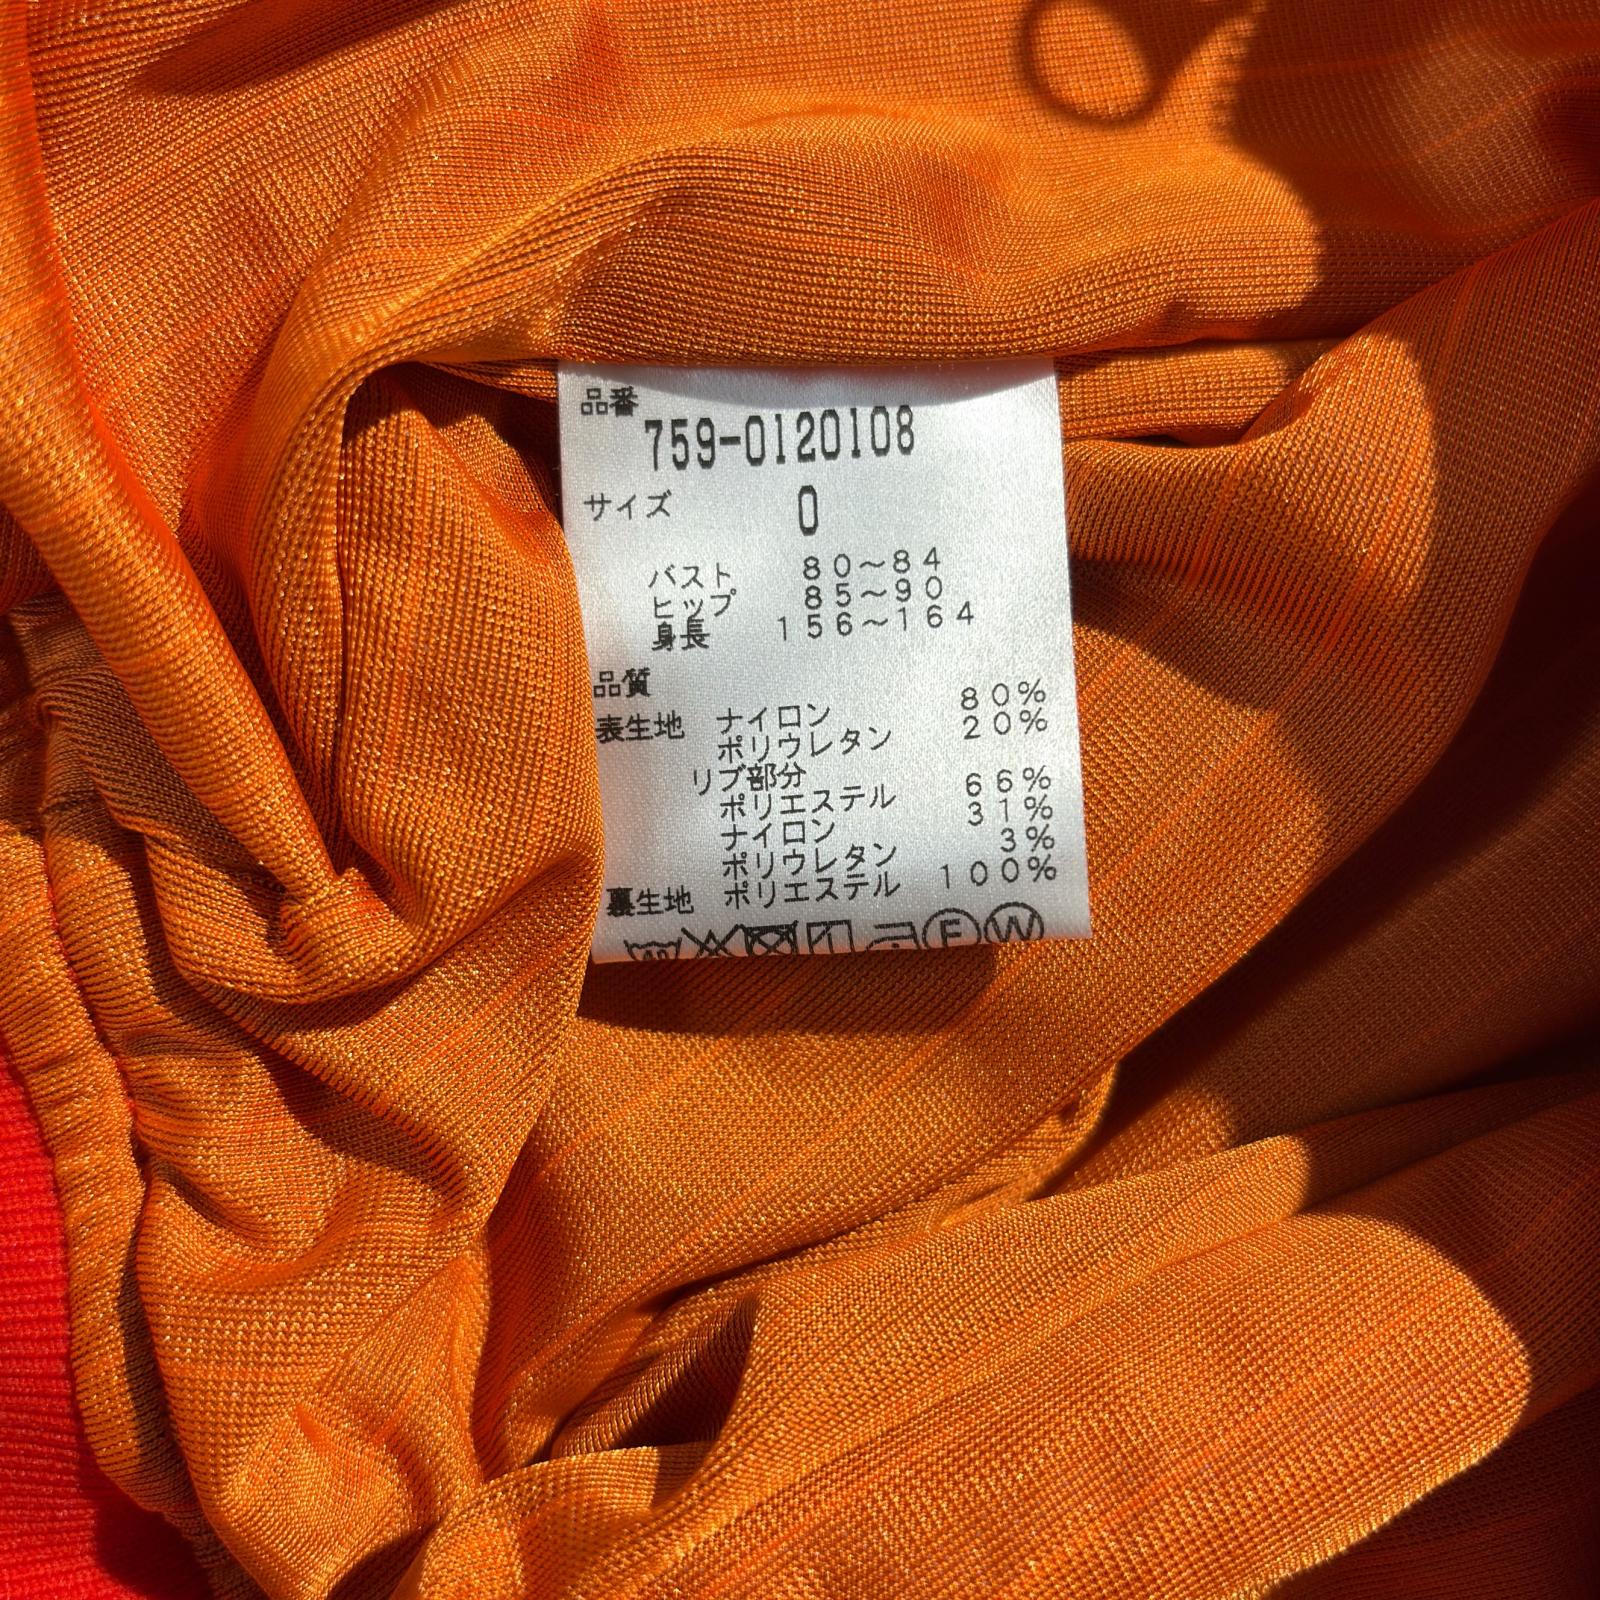 品番
759-0120108
サイズ 0
バスト 80～84
ヒップ 85～90
身長 156～164
品質
表生地 ナイロン 80%
ポリウレタン 20%
リブ部分
ポリエステル 66%
ナイロン 31%
ポリウレタン 3%
裏生地 ポリエステル 100%
40 F W